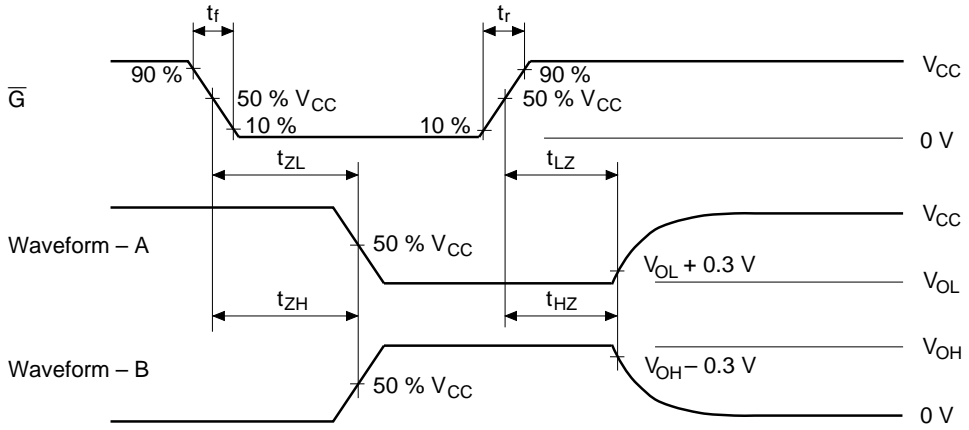 tf
tr
90 %
90 %
VCC
G
50 % VCC
50 % VCC
10 %
10 %
0 V
tZL
tLZ
VCC
Waveform – A
50 % VCC
VOL + 0.3 V
VOL
tZH
tHZ
VOH
Waveform – B
VOH – 0.3 V
50 % VCC
0 V